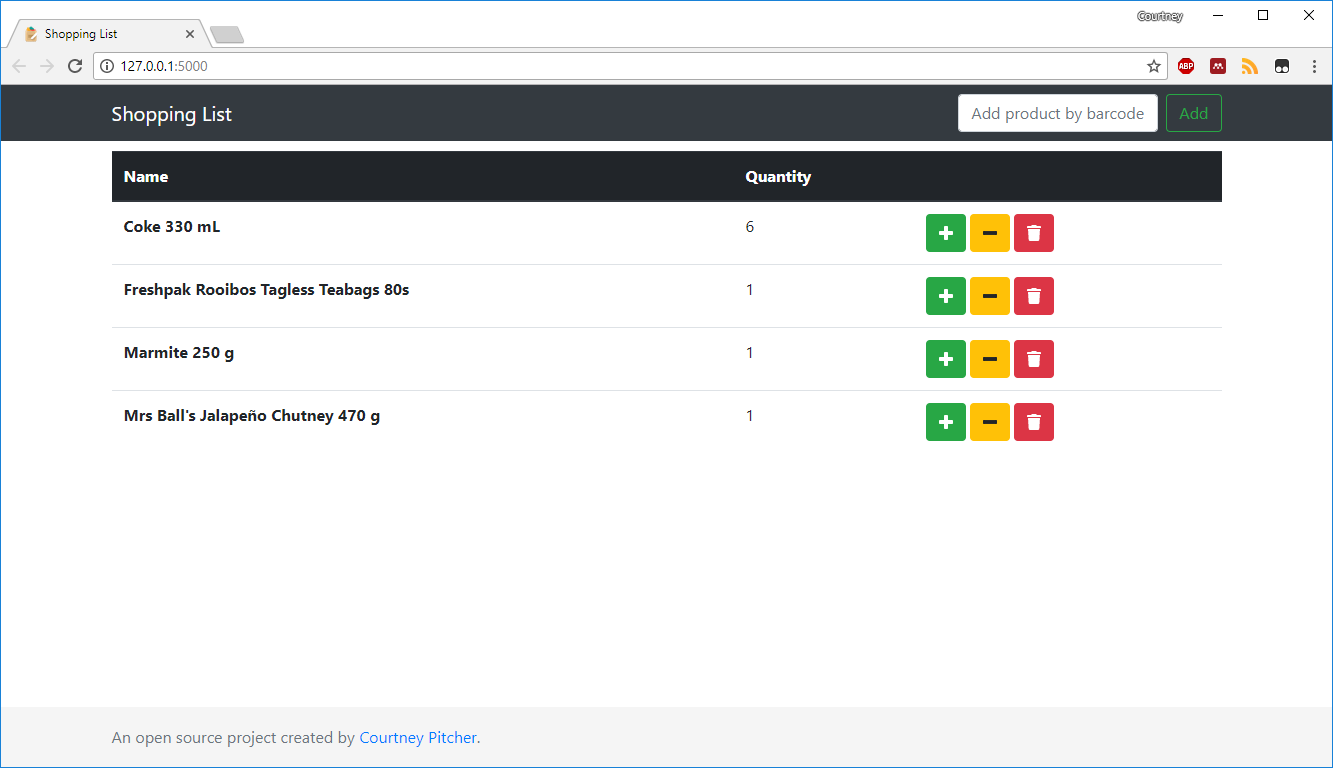 Courtney
Shopping List
127.0.0.1:5000
ABP
Shopping List
Add product by barcode
Add
Name Quantity
Coke 330 mL 6
Freshpak Rooibos Tagless Teabags 80s 1
Marmite 250 g 1
Mrs Ball's Jalapeño Chutney 470 g 1
An open source project created by Courtney Pitcher.